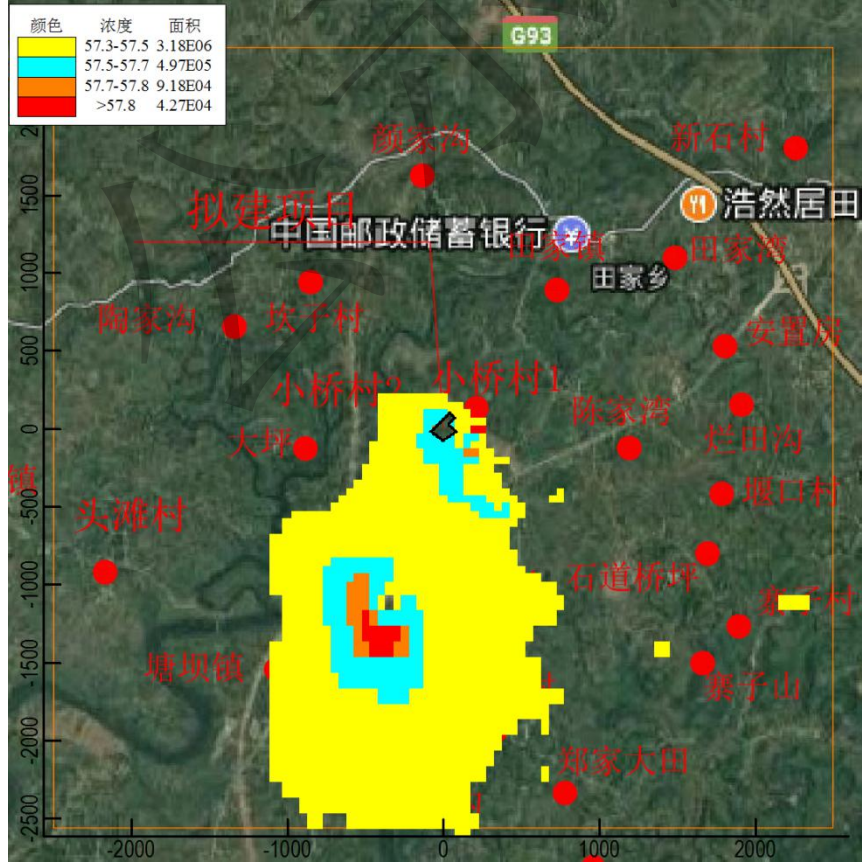 颜色 浓度 面积
57.3-57.5 3.18E06
57.5-57.7 4.97E05
57.7-57.8 9.18E04
>57.8 4.27E04
G93
颜家沟
新石村
拟建项目
浩然居田
中国邮政储蓄银行
田家镇
田家湾
田家乡
陶家沟
坎子村
安置房
小桥村2
小桥村1
陈家湾
大坪
烂田沟
镇
堰口村
头滩村
石道桥坪
寨子村
塘坝镇
寨子山
郑家大田
1500
1000
500
0
-500
-1000
-1500
-2000
-2500
-2000 -1000 0 1000 2000